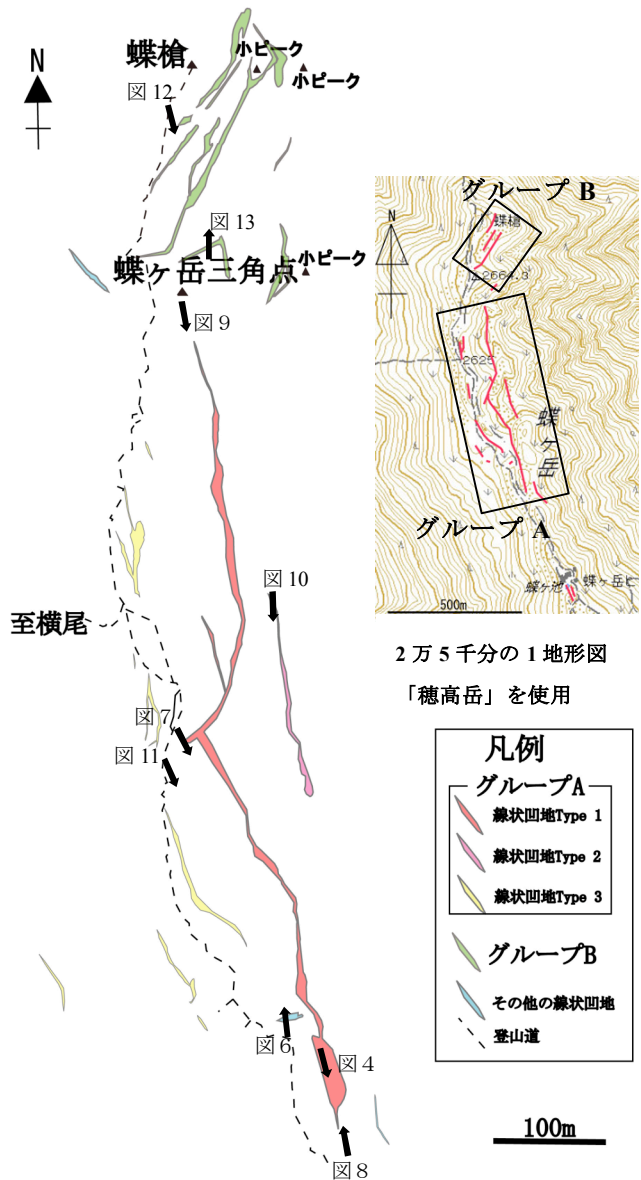 N
蝶槍
小ピーク
小ピーク
図 12
図 13
蝶ヶ岳三角点
小ピーク
図 9
図 10
至横尾
図 7
図 11
図 6
図 4
図 8
グループ B
N
蝶槍
2664.3
2625
蝶ヶ岳
グループ A
蝶ヶ池
蝶ヶ岳ヒ
500m
2 万 5 千分の 1 地形図
「穂高岳」を使用
凡例
グループA
線状凹地Type 1
線状凹地Type 2
線状凹地Type 3
グループB
その他の線状凹地
登山道
100m